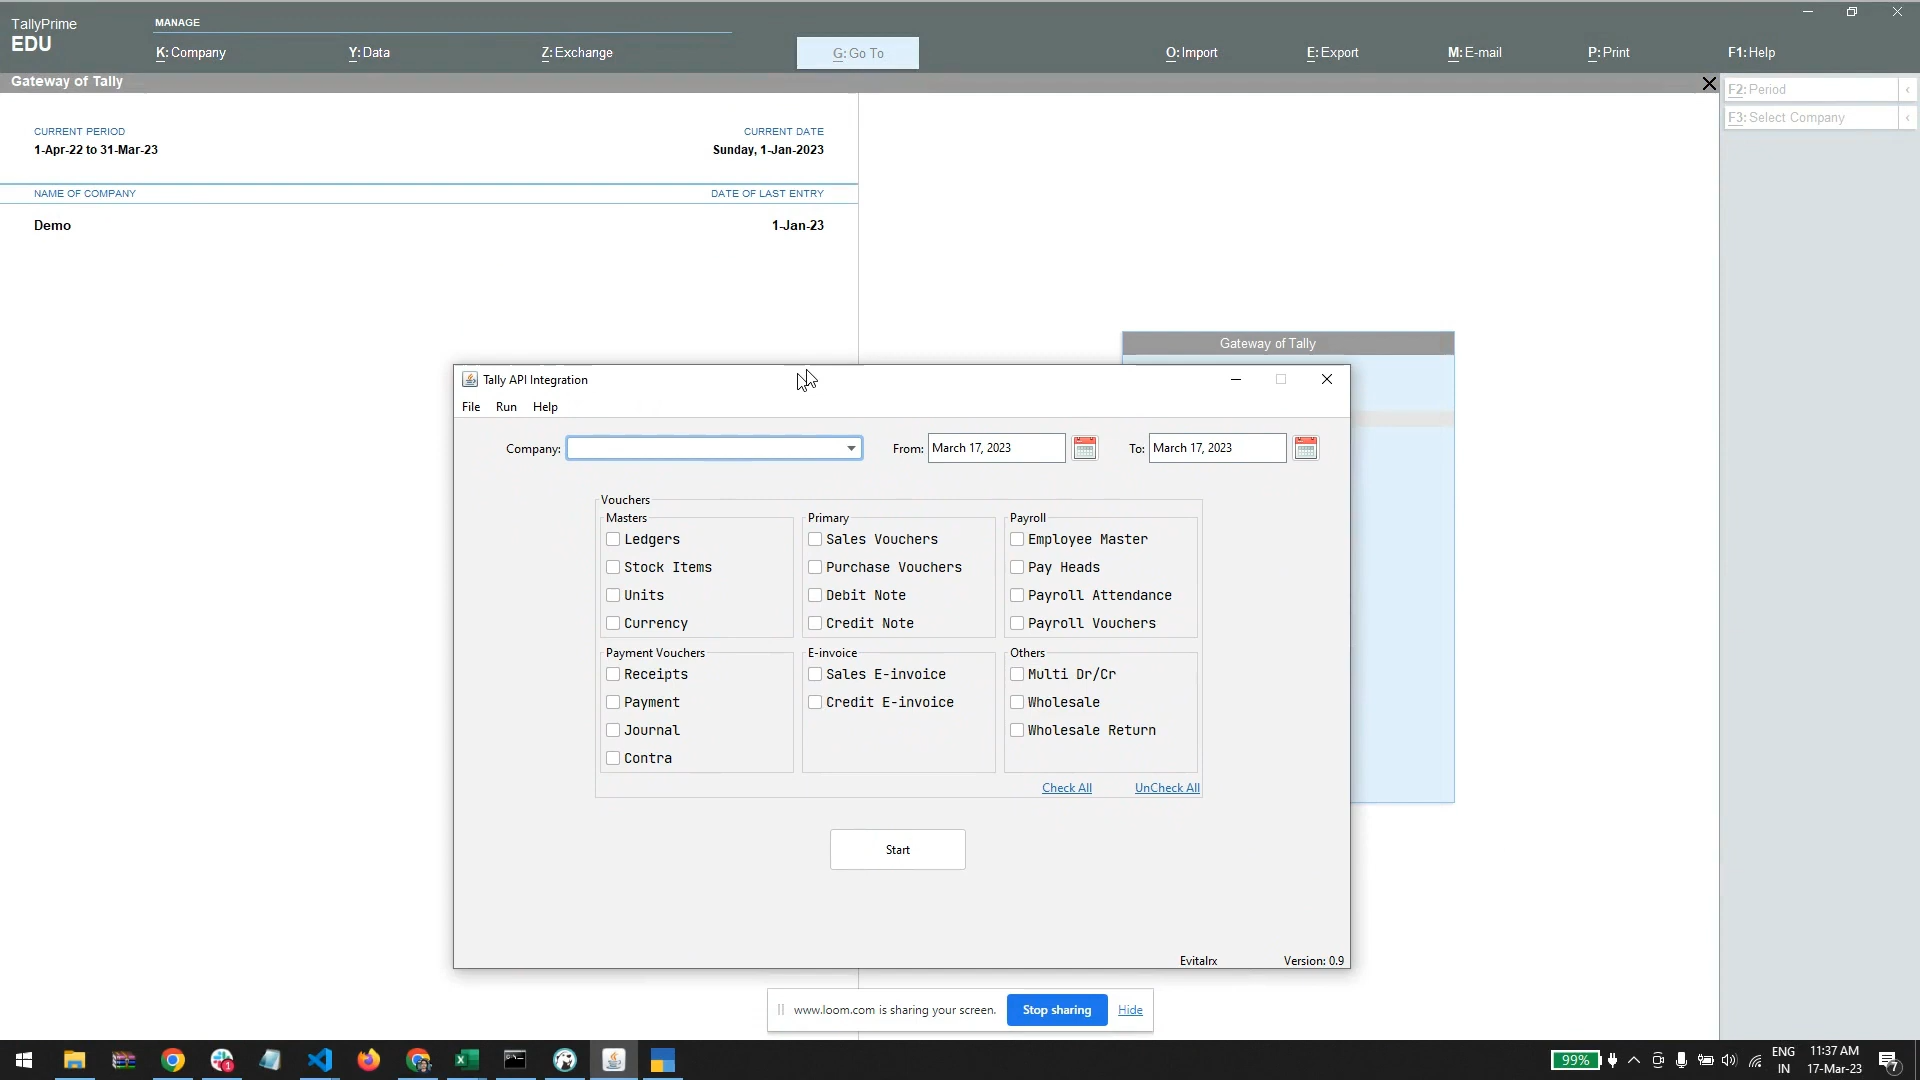 TallyPrime
EDU
MANAGE
K: Company
Y: Data
Z: Exchange
G: Go To
O: Import
E: Export
M: E-mail
P: Print
F1: Help
Gateway of Tally
F2: Period
F3: Select Company
CURRENT PERIOD
CURRENT DATE
1-Apr-22 to 31-Mar-23
Sunday, 1-Jan-2023
NAME OF COMPANY
DATE OF LAST ENTRY
Demo
1-Jan-23
Gateway of Tally
Tally API Integration
File
Run
Help
Company:
From:
March 17, 2023
To:
March 17, 2023
Vouchers
Masters
Ledgers
Stock Items
Units
Currency
Primary
Sales Vouchers
Purchase Vouchers
Debit Note
Credit Note
Payroll
Employee Master
Pay Heads
Payroll Attendance
Payroll Vouchers
Payment Vouchers
Receipts
Payment
Journal
Contra
E-invoice
Sales E-invoice
Credit E-invoice
Others
Multi Dr/Cr
Wholesale
Wholesale Return
Check All
UnCheck All
Start
Evitalrx
Version: 0.9
www.loom.com is sharing your screen.
Stop sharing
Hide
99%
ENG
IN
11:37 AM
17-Mar-23
7
1